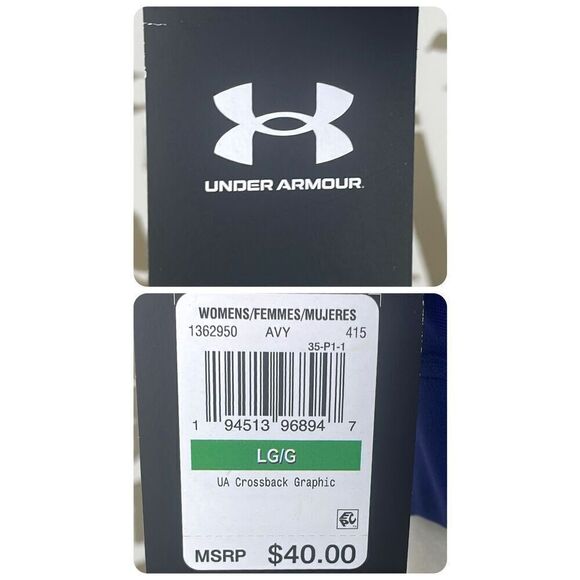 UNDER ARMOUR.
WOMENS/FEMMES/MUJERES
1362950 AVY 415
35-P1-1
1 94513 96894 7
LG/G
UA Crossback Graphic
MSRP $40.00